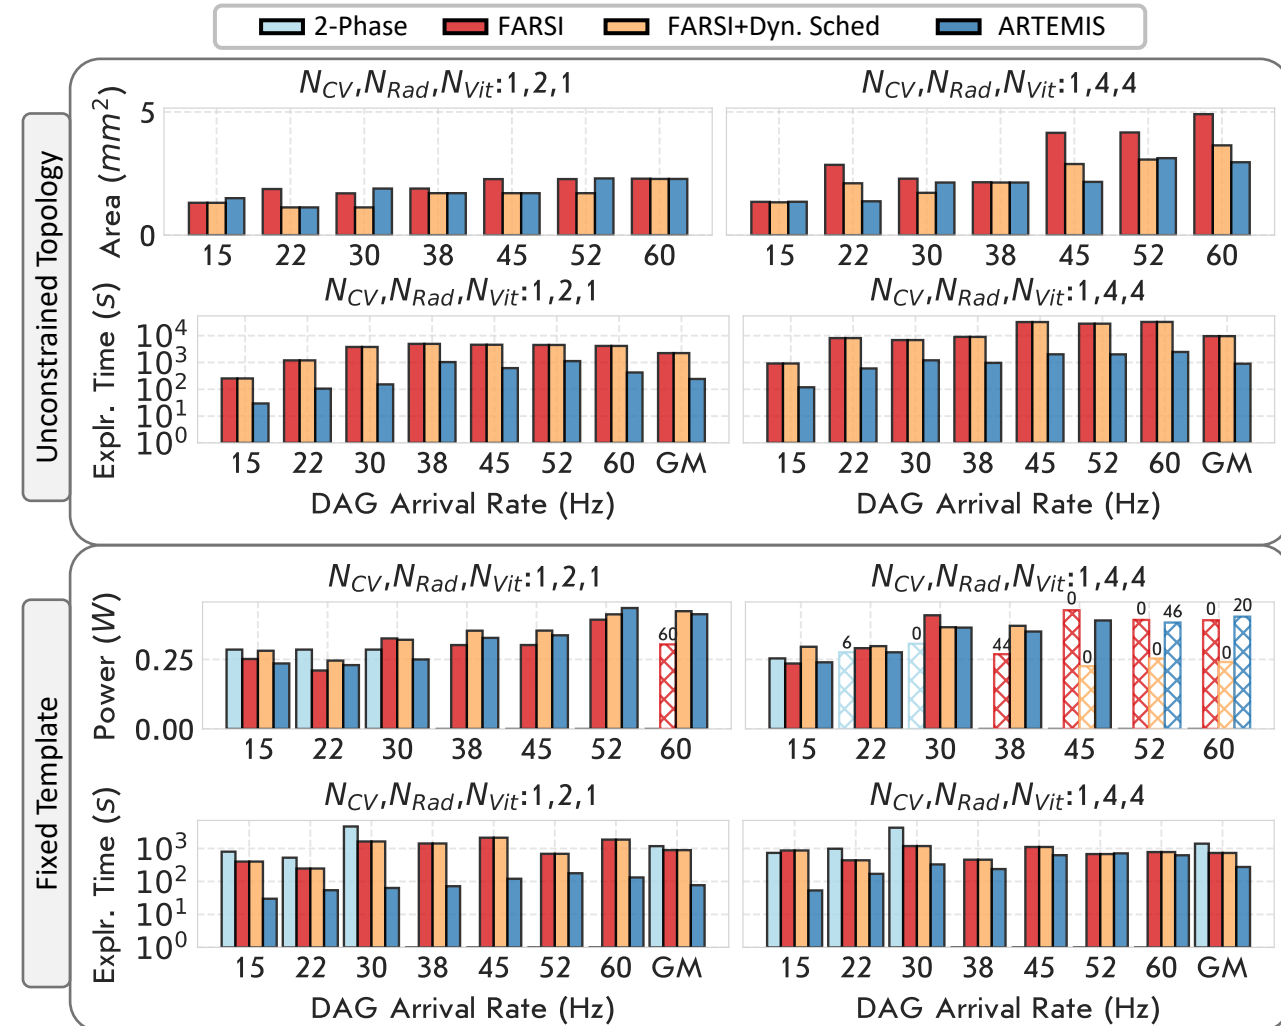 2-Phase FARSI FARSI+Dyn. Sched ARTEMIS
Unconstrained Topology
N_CV,N_Rad,N_Vit:1,2,1
N_CV,N_Rad,N_Vit:1,4,4
Area (mm²)
5
0
15 22 30 38 45 52 60
15 22 30 38 45 52 60
N_CV,N_Rad,N_Vit:1,2,1
N_CV,N_Rad,N_Vit:1,4,4
Explr. Time (s)
10⁴
10³
10²
10¹
10⁰
15 22 30 38 45 52 60 GM
15 22 30 38 45 52 60 GM
DAG Arrival Rate (Hz)
DAG Arrival Rate (Hz)
Fixed Template
N_CV,N_Rad,N_Vit:1,2,1
N_CV,N_Rad,N_Vit:1,4,4
Power (W)
0.25
0.00
60
6 0 44 0 0 0 0 46 0 0 20
15 22 30 38 45 52 60
15 22 30 38 45 52 60
N_CV,N_Rad,N_Vit:1,2,1
N_CV,N_Rad,N_Vit:1,4,4
Explr. Time (s)
10³
10²
10¹
10⁰
15 22 30 38 45 52 60 GM
15 22 30 38 45 52 60 GM
DAG Arrival Rate (Hz)
DAG Arrival Rate (Hz)